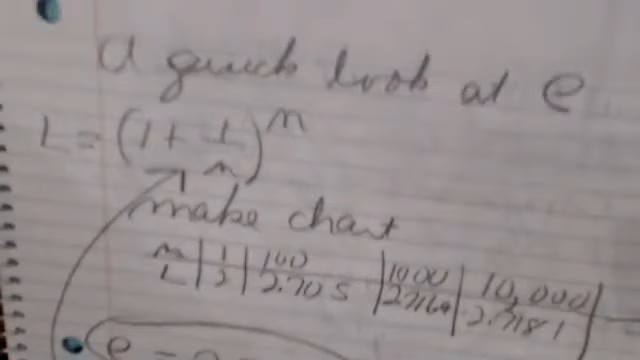 a quick look at e
L = (1 + 1/n)^n
make chart
n | 1 | 100 | 1000 | 10,000
L | 2 | 2.705 | 2.7169 | 2.7181
e =